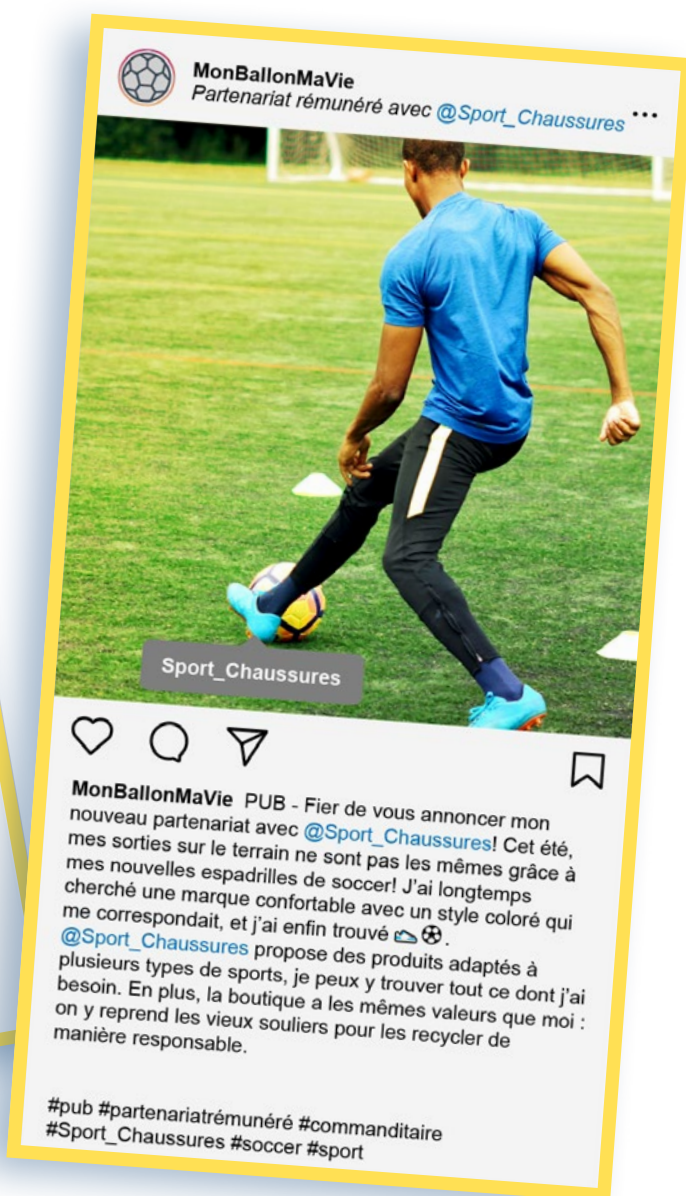 MonBallonMaVie
Partenariat rémunéré avec @Sport_Chaussures
Sport_Chaussures
MonBallonMaVie PUB - Fier de vous annoncer mon
nouveau partenariat avec @Sport_Chaussures! Cet été,
mes sorties sur le terrain ne sont pas les mêmes grâce à
mes nouvelles espadrilles de soccer! J'ai longtemps
cherché une marque confortable avec un style coloré qui
me correspondait, et j'ai enfin trouvé 👟⚽.
@Sport_Chaussures propose des produits adaptés à
plusieurs types de sports, je peux y trouver tout ce dont j'ai
besoin. En plus, la boutique a les mêmes valeurs que moi :
on y reprend les vieux souliers pour les recycler de
manière responsable.
#pub #partenariatrémunéré #commanditaire
#Sport_Chaussures #soccer #sport